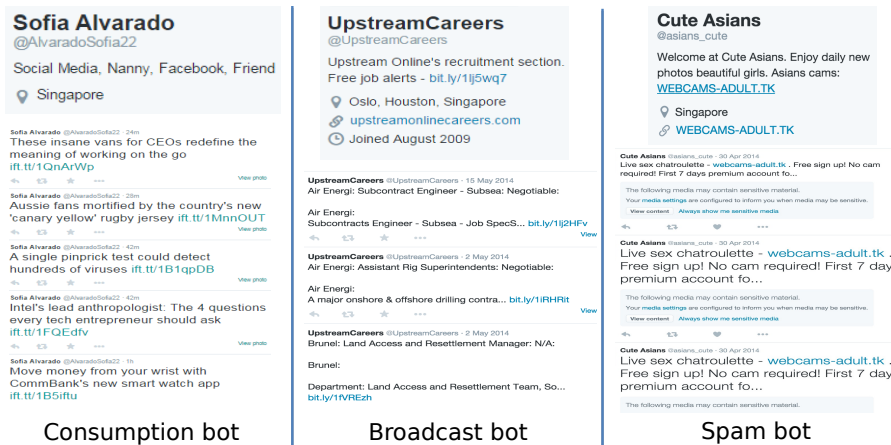 Sofia Alvarado
@AlvaradoSofia22
Social Media, Nanny, Facebook, Friend
Singapore
Sofia Alvarado @AlvaradoSofia22 · 24m
These insane vans for CEOs redefine the
meaning of working on the go
ift.tt/1QnArWp
View photo
Sofia Alvarado @AlvaradoSofia22 · 28m
Aussie fans mortified by the country's new
'canary yellow' rugby jersey ift.tt/1MnnOUT
View photo
Sofia Alvarado @AlvaradoSofia22 · 42m
A single pinprick test could detect
hundreds of viruses ift.tt/1B1qpDB
View photo
Sofia Alvarado @AlvaradoSofia22 · 42m
Intel's lead anthropologist: The 4 questions
every tech entrepreneur should ask
ift.tt/1FQEdfv
View photo
Sofia Alvarado @AlvaradoSofia22 · 1h
Move money from your wrist with
CommBank's new smart watch app
ift.tt/1B5iftu
Consumption bot
UpstreamCareers
@UpstreamCareers
Upstream Online's recruitment section.
Free job alerts - bit.ly/1lj5wq7
Oslo, Houston, Singapore
upstreamonlinecareers.com
Joined August 2009
UpstreamCareers @UpstreamCareers · 15 May 2014
Air Energi: Subcontract Engineer - Subsea: Negotiable:
Air Energi:
Subcontracts Engineer - Subsea - Job SpecS... bit.ly/1lj2HFv
View
UpstreamCareers @UpstreamCareers · 2 May 2014
Air Energi: Assistant Rig Superintendents: Negotiable:
Air Energi:
A major onshore & offshore drilling contra... bit.ly/1iRHRit
View
UpstreamCareers @UpstreamCareers · 2 May 2014
Brunel: Land Access and Resettlement Manager: N/A:
Brunel:
Department: Land Access and Resettlement Team, So...
bit.ly/1fVREzh
Broadcast bot
Cute Asians
@asians_cute
Welcome at Cute Asians. Enjoy daily new
photos beautiful girls. Asians cams:
WEBCAMS-ADULT.TK
Singapore
WEBCAMS-ADULT.TK
Cute Asians @asians_cute · 30 Apr 2014
Live sex chatroulette - webcams-adult.tk . Free sign up! No cam
required! First 7 days premium account fo...
The following media may contain sensitive material.
Your media settings are configured to inform you when media may be sensitive.
View content Always show me sensitive media
Cute Asians @asians_cute · 30 Apr 2014
Live sex chatroulette - webcams-adult.tk .
Free sign up! No cam required! First 7 day
premium account fo...
The following media may contain sensitive material.
Your media settings are configured to inform you when media may be sensitive.
View content Always show me sensitive media
Cute Asians @asians_cute · 30 Apr 2014
Live sex chatroulette - webcams-adult.tk .
Free sign up! No cam required! First 7 day
premium account fo...
The following media may contain sensitive material.
Spam bot